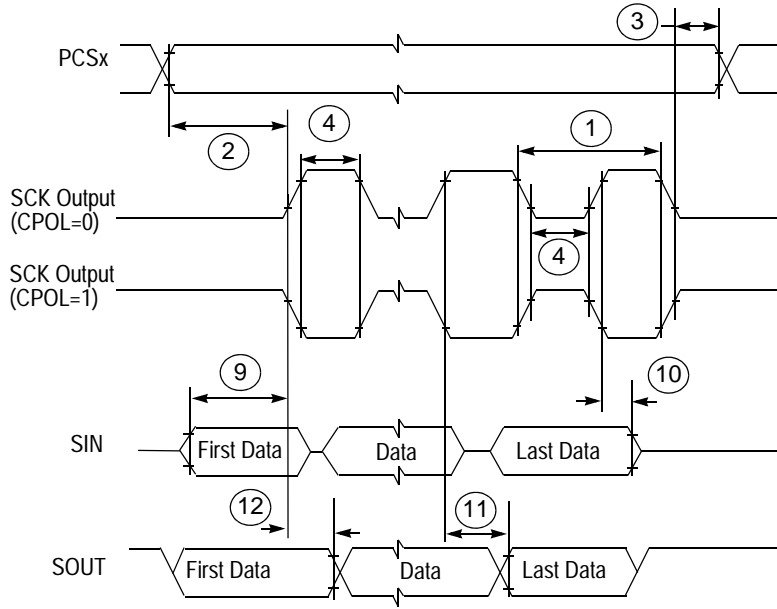 3
PCSx
2
4
1
SCK Output
(CPOL=0)
4
SCK Output
(CPOL=1)
9
10
SIN
First Data
Data
Last Data
12
11
SOUT
First Data
Data
Last Data